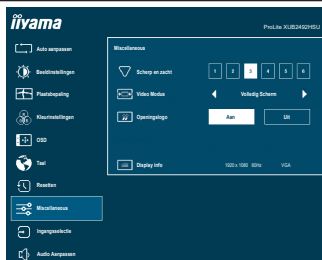 iiyama
ProLite XUB2492HSU
Auto aanpassen
Beeldinstellingen
Plaatsbepaling
Kleurinstellingen
OSD
Taal
Resetten
Miscellaneous
Ingangsselectie
Audio Aanpassen
Miscellaneous
Scherp en zacht
1 2 3 4 5 6
Video Modus
Volledig Scherm
Openingslogo
Aan Uit
Display info
1920 x 1080 60Hz VGA